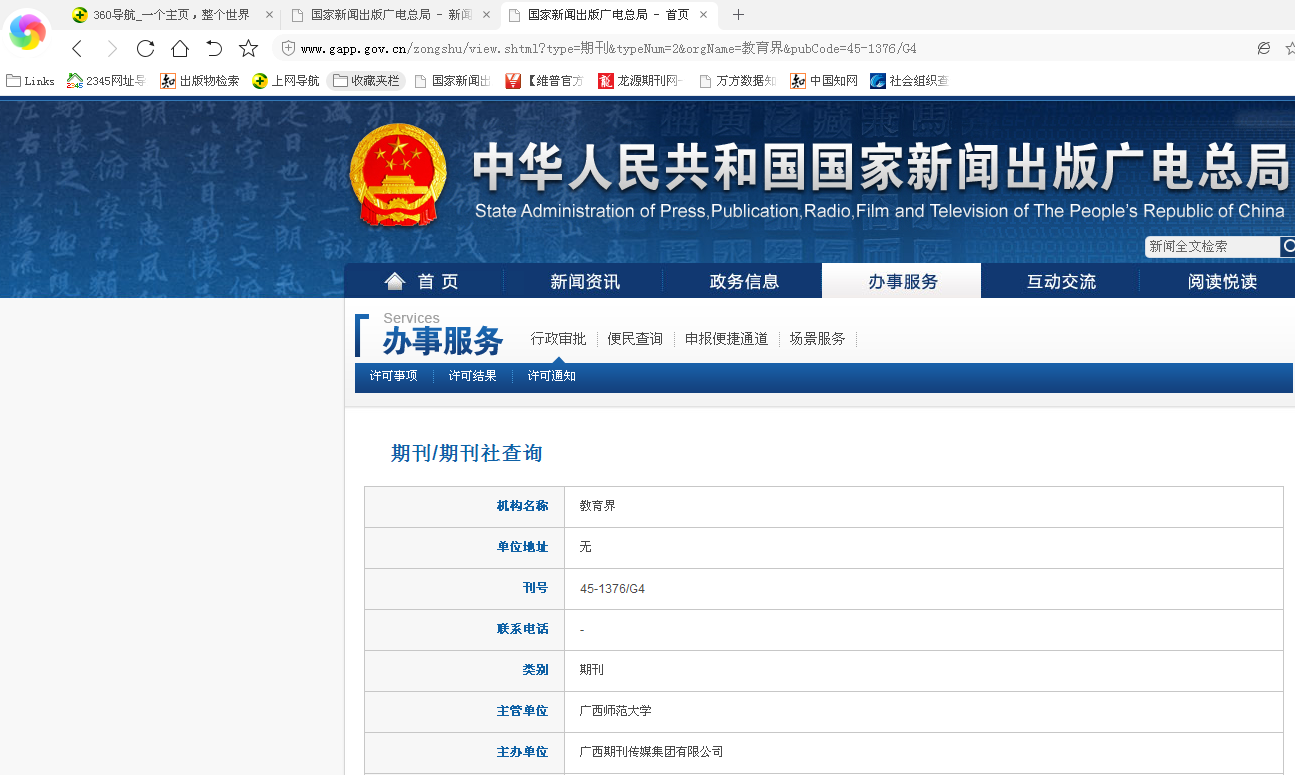 360导航_一个主页，整个世界
国家新闻出版广电总局 - 新闻
国家新闻出版广电总局 - 首页
www.gapp.gov.cn/zongshu/view.shtml?type=期刊&typeNum=2&orgName=教育界&pubCode=45-1376/G4
Links 2345网址导 出版物检索 上网导航 收藏夹栏 国家新闻出 【维普官方 龙源期刊网- 万方数据知 中国知网 社会组织查
中华人民共和国国家新闻出版广电总局
State Administration of Press,Publication,Radio,Film and Television of The People's Republic of China
新闻全文检索
首 页 新闻资讯 政务信息 办事服务 互动交流 阅读悦读
Services
办事服务 行政审批 便民查询 申报便捷通道 场景服务
许可事项 许可结果 许可通知
期刊/期刊社查询
机构名称 教育界
单位地址 无
刊号 45-1376/G4
联系电话 -
类别 期刊
主管单位 广西师范大学
主办单位 广西期刊传媒集团有限公司